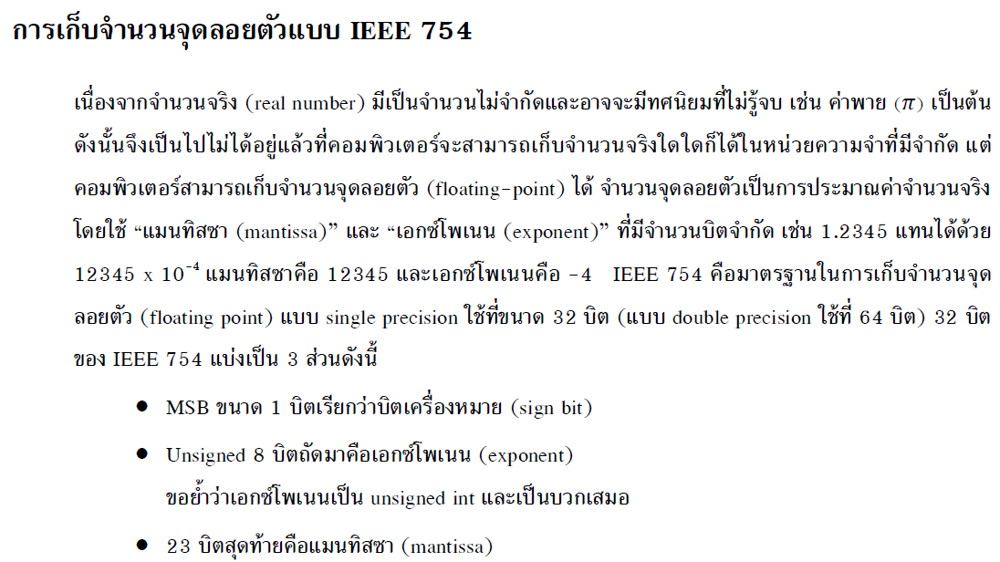 การเก็บจำนวนจุดลอยตัวแบบ IEEE 754
เนื่องจากจำนวนจริง (real number) มีเป็นจำนวนไม่จำกัดและอาจจะมีทศนิยมที่ไม่รู้จบ เช่น ค่าพาย (π) เป็นต้น
ดังนั้นจึงเป็นไปไม่ได้อยู่แล้วที่คอมพิวเตอร์จะสามารถเก็บจำนวนจริงใดใดก็ได้ในหน่วยความจำที่มีจำกัด แต่
คอมพิวเตอร์สามารถเก็บจำนวนจุดลอยตัว (floating-point) ได้ จำนวนจุดลอยตัวเป็นการประมาณค่าจำนวนจริง
โดยใช้ “แมนทิสซา (mantissa)” และ “เอกซ์โพเนน (exponent)” ที่มีจำนวนบิตจำกัด เช่น 1.2345 แทนได้ด้วย
12345 x 10⁻⁴ แมนทิสซาคือ 12345 และเอกซ์โพเนนคือ -4 IEEE 754 คือมาตรฐานในการเก็บจำนวนจุด
ลอยตัว (floating point) แบบ single precision ใช้ที่ขนาด 32 บิต (แบบ double precision ใช้ที่ 64 บิต) 32 บิต
ของ IEEE 754 แบ่งเป็น 3 ส่วนดังนี้
● MSB ขนาด 1 บิตเรียกว่าบิตเครื่องหมาย (sign bit)
● Unsigned 8 บิตถัดมาคือเอกซ์โพเนน (exponent)
ขอย้ำว่าเอกซ์โพเนนเป็น unsigned int และเป็นบวกเสมอ
● 23 บิตสุดท้ายคือแมนทิสซา (mantissa)